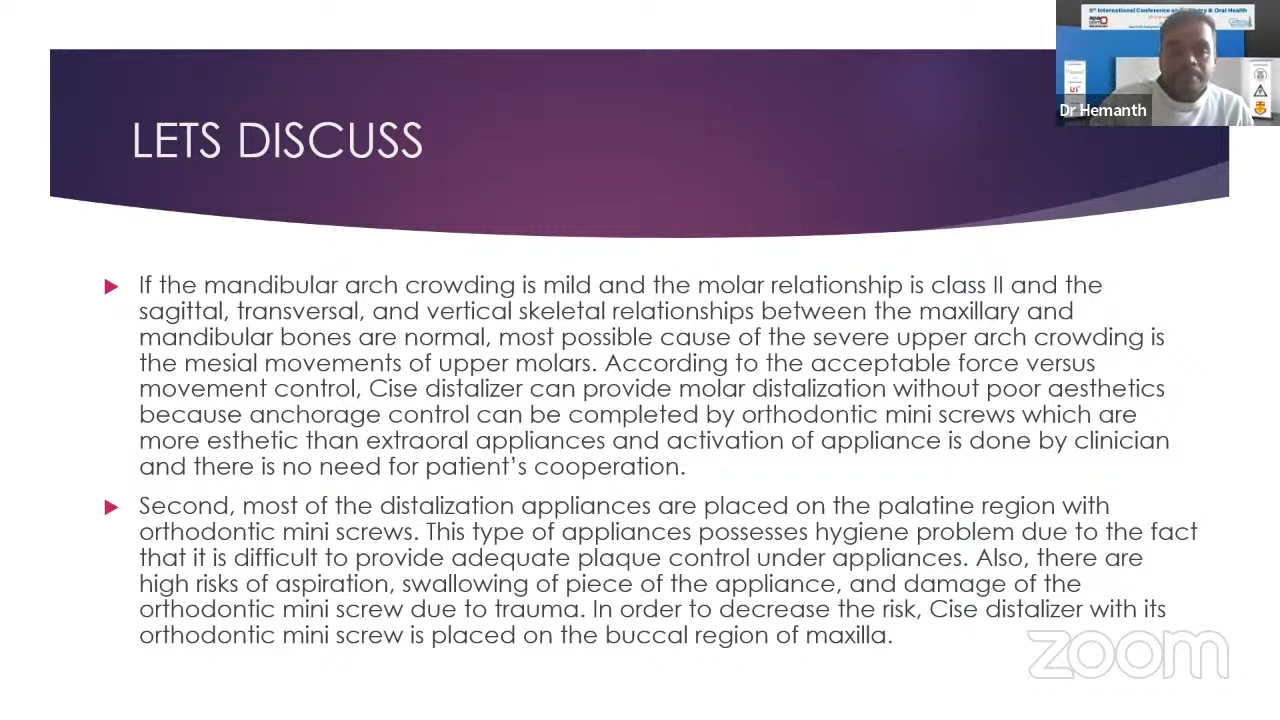 5th International Conference on Dentistry & Oral Health
Dr Hemanth
LETS DISCUSS
If the mandibular arch crowding is mild and the molar relationship is class II and the
sagittal, transversal, and vertical skeletal relationships between the maxillary and
mandibular bones are normal, most possible cause of the severe upper arch crowding is
the mesial movements of upper molars. According to the acceptable force versus
movement control, Cise distalizer can provide molar distalization without poor aesthetics
because anchorage control can be completed by orthodontic mini screws which are
more esthetic than extraoral appliances and activation of appliance is done by clinician
and there is no need for patient’s cooperation.
Second, most of the distalization appliances are placed on the palatine region with
orthodontic mini screws. This type of appliances possesses hygiene problem due to the fact
that it is difficult to provide adequate plaque control under appliances. Also, there are
high risks of aspiration, swallowing of piece of the appliance, and damage of the
orthodontic mini screw due to trauma. In order to decrease the risk, Cise distalizer with its
orthodontic mini screw is placed on the buccal region of maxilla.
zoom